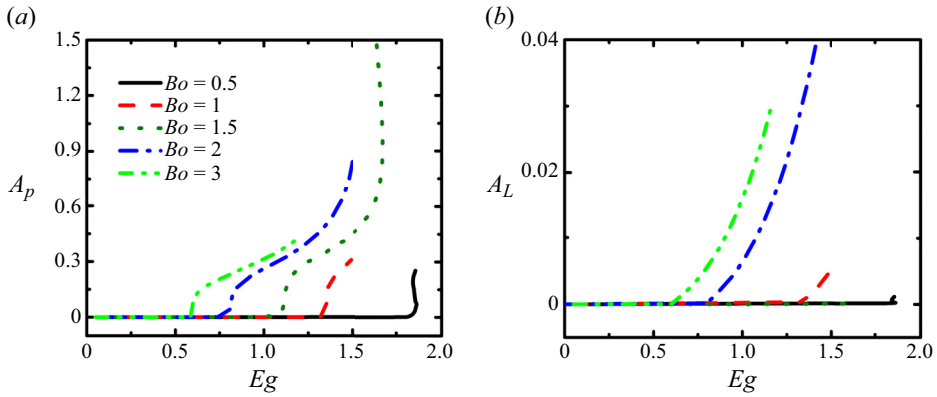 (a)
1.5
1.2
0.9
0.6
0.3
0
A_p
Bo = 0.5
Bo = 1
Bo = 1.5
Bo = 2
Bo = 3
0 0.5 1.0 1.5 2.0
Eg
(b)
0.04
0.02
0
A_L
0 0.5 1.0 1.5 2.0
Eg